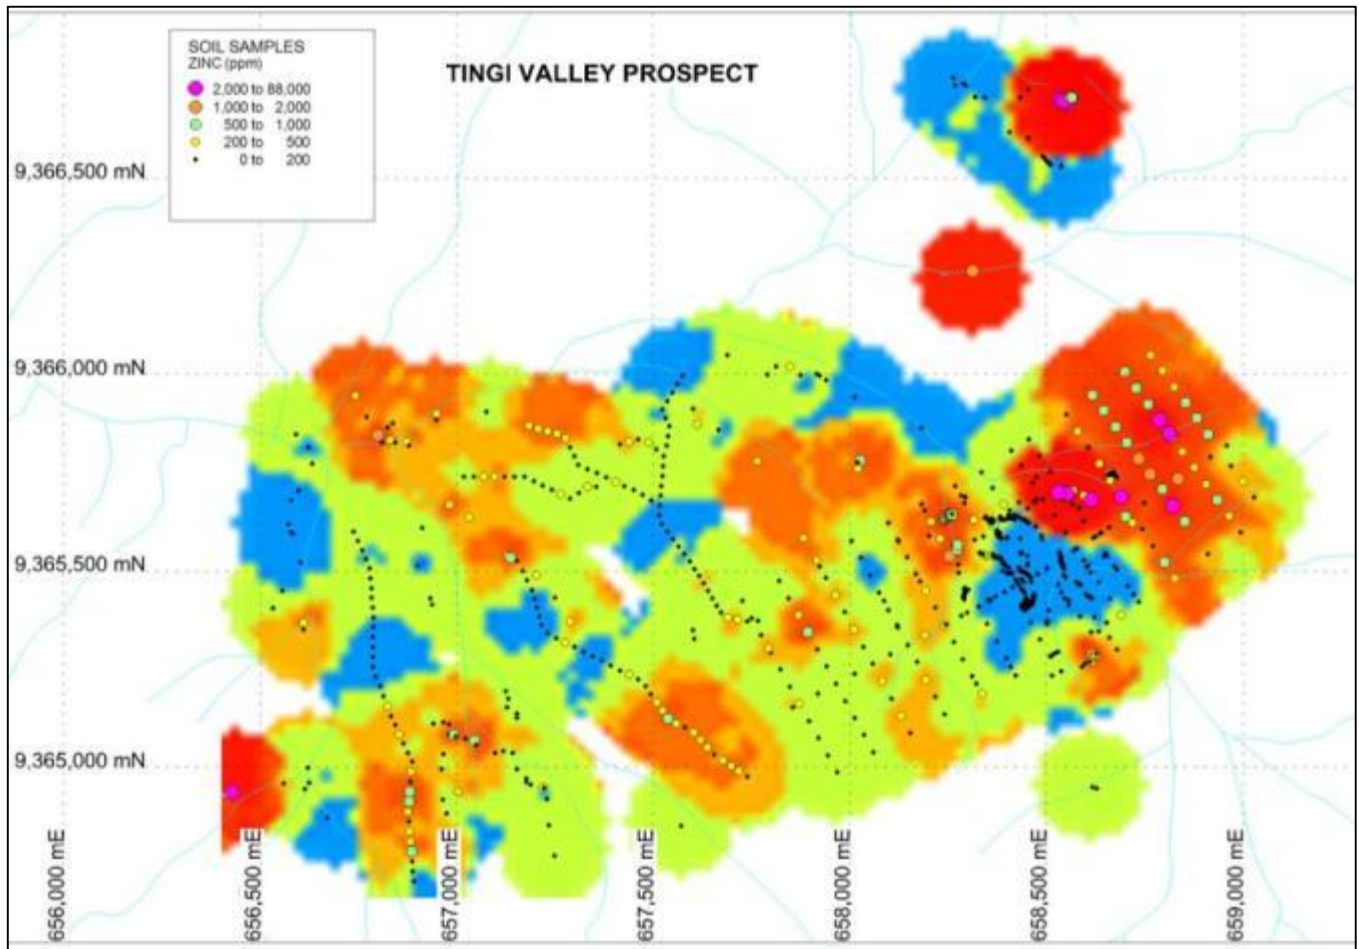 SOIL SAMPLES
ZINC (ppm)
2,000 to 88,000
1,000 to 2,000
500 to 1,000
200 to 500
0 to 200
TINGI VALLEY PROSPECT
9,366,500 mN
9,366,000 mN
9,365,500 mN
9,365,000 mN
656,000 mE
656,500 mE
657,000 mE
657,500 mE
658,000 mE
658,500 mE
659,000 mE